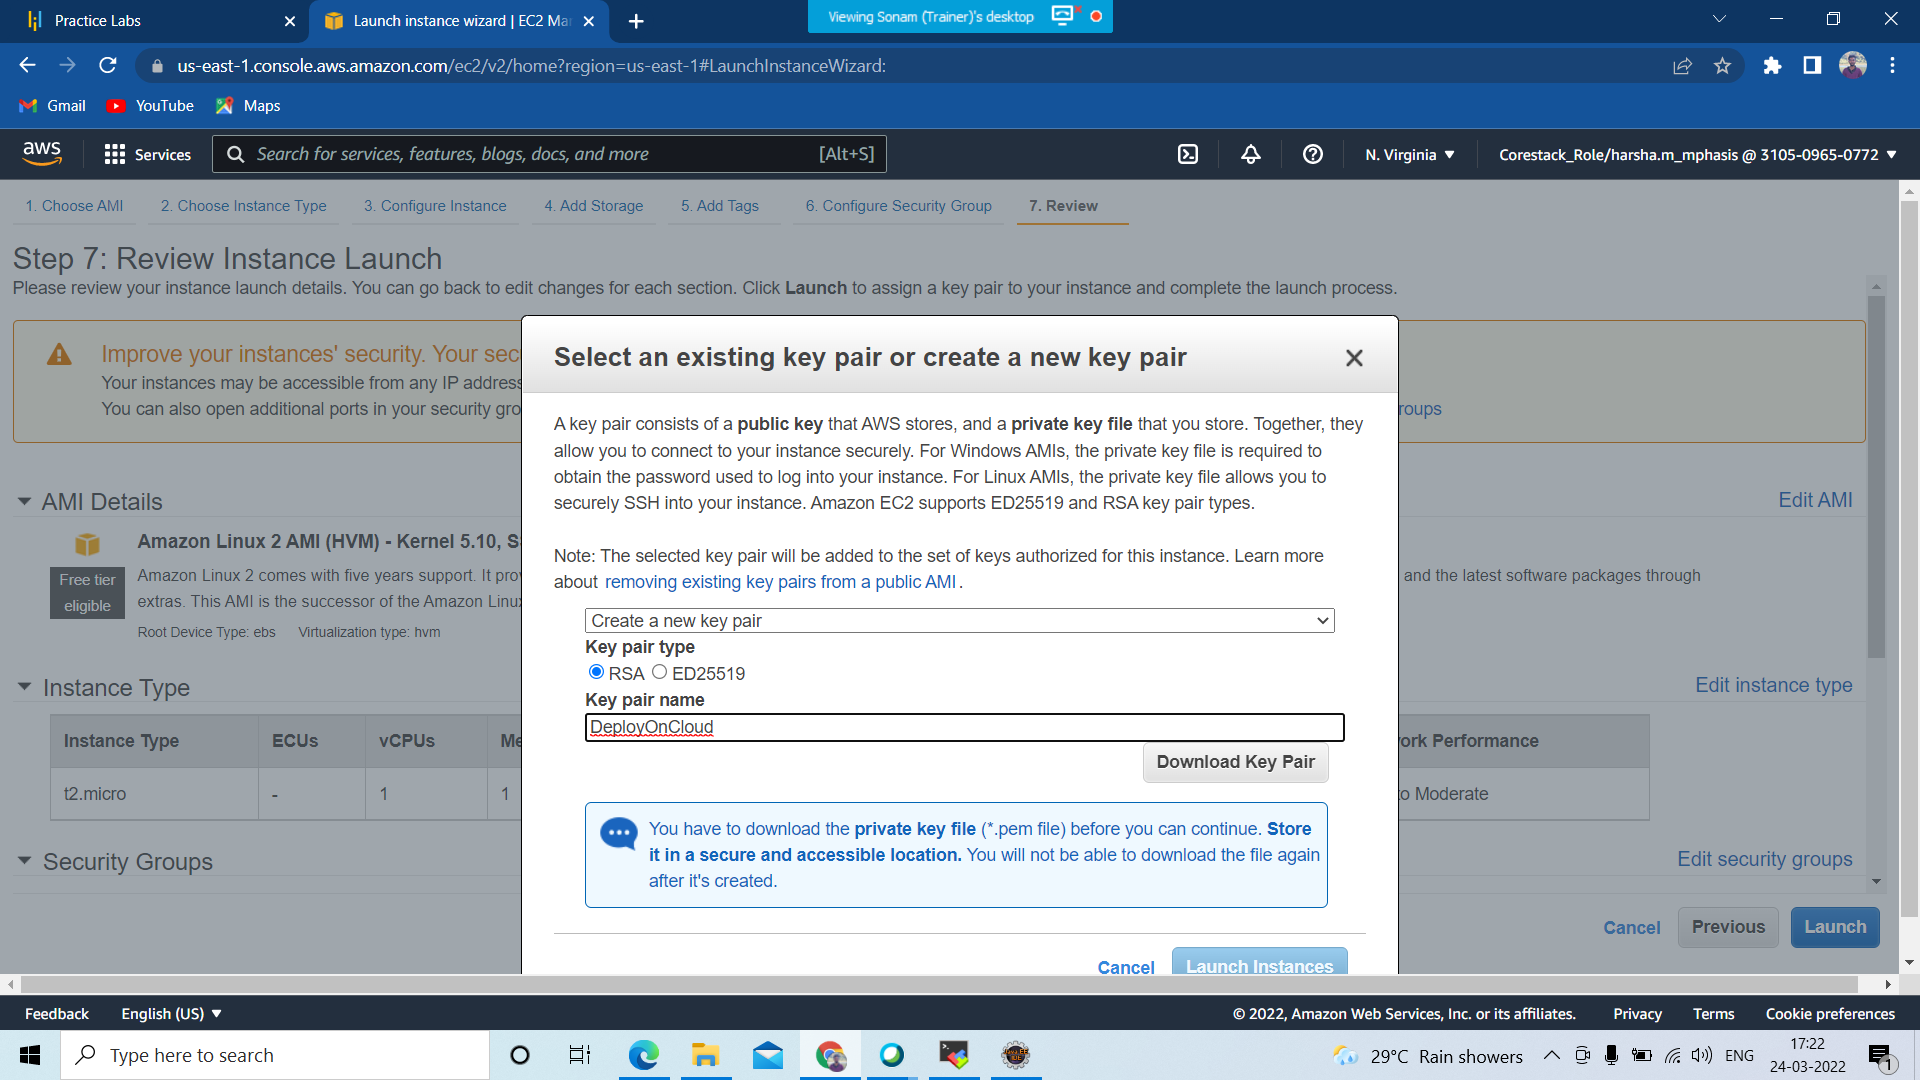 Practice Labs
Launch instance wizard | EC2 Mar
Viewing Sonam (Trainer)'s desktop
us-east-1.console.aws.amazon.com/ec2/v2/home?region=us-east-1#LaunchInstanceWizard:
Gmail YouTube Maps
aws Services Search for services, features, blogs, docs, and more [Alt+S] N. Virginia Corestack_Role/harsha.m_mphasis @ 3105-0965-0772
1. Choose AMI 2. Choose Instance Type 3. Configure Instance 4. Add Storage 5. Add Tags 6. Configure Security Group 7. Review
Step 7: Review Instance Launch
Please review your instance launch details. You can go back to edit changes for each section. Click Launch to assign a key pair to your instance and complete the launch process.
Improve your instances' security. Your sec
Your instances may be accessible from any IP address
You can also open additional ports in your security gro
roups
AMI Details
Edit AMI
Amazon Linux 2 AMI (HVM) - Kernel 5.10, S
Free tier eligible
Amazon Linux 2 comes with five years support. It pro
and the latest software packages through
extras. This AMI is the successor of the Amazon Linu
Root Device Type: ebs Virtualization type: hvm
Instance Type
Edit instance type
Instance Type ECUs vCPUs Me
ork Performance
t2.micro - 1 1
o Moderate
Security Groups
Edit security groups
Cancel Previous Launch
Select an existing key pair or create a new key pair
A key pair consists of a public key that AWS stores, and a private key file that you store. Together, they
allow you to connect to your instance securely. For Windows AMIs, the private key file is required to
obtain the password used to log into your instance. For Linux AMIs, the private key file allows you to
securely SSH into your instance. Amazon EC2 supports ED25519 and RSA key pair types.
Note: The selected key pair will be added to the set of keys authorized for this instance. Learn more
about removing existing key pairs from a public AMI.
Create a new key pair
Key pair type
RSA ED25519
Key pair name
DeployOnCloud
Download Key Pair
You have to download the private key file (*.pem file) before you can continue. Store
it in a secure and accessible location. You will not be able to download the file again
after it's created.
Cancel Launch Instances
Feedback English (US) © 2022, Amazon Web Services, Inc. or its affiliates. Privacy Terms Cookie preferences
Type here to search
29°C Rain showers
ENG
17:22
24-03-2022
1